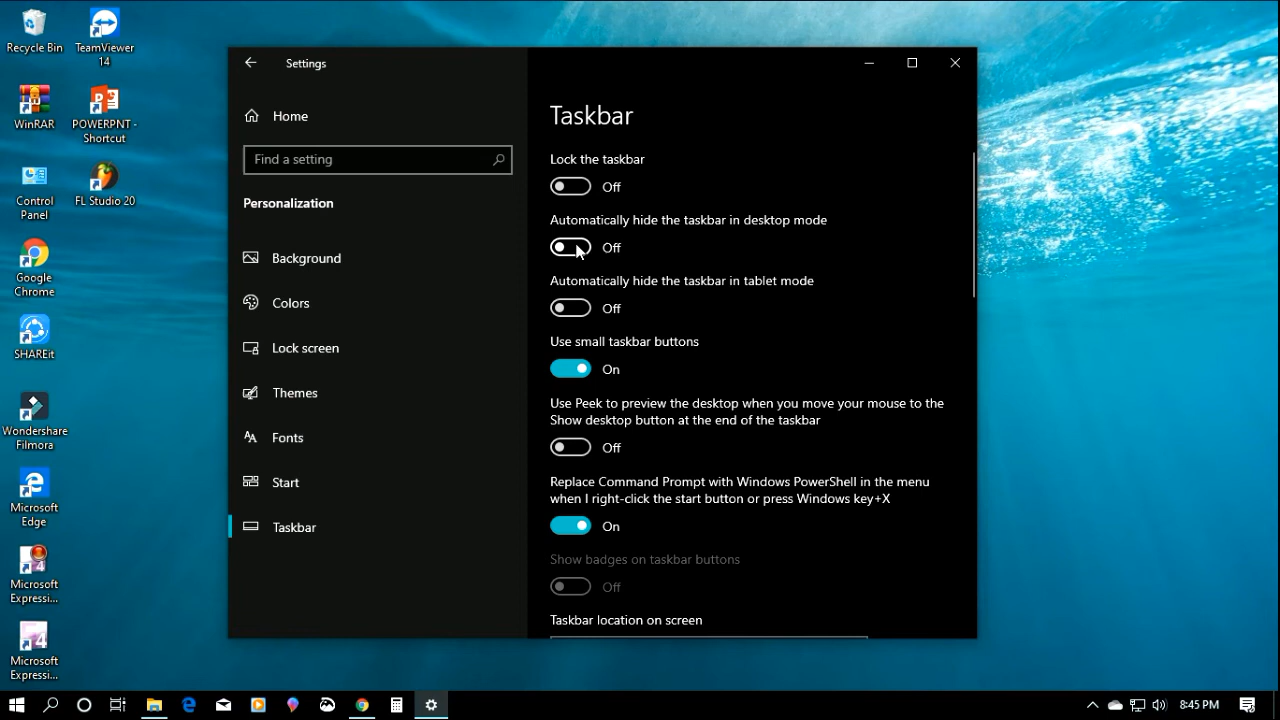 Recycle Bin
TeamViewer
14
WinRAR
POWERPNT -
Shortcut
Control
Panel
FL Studio 20
Google
Chrome
SHAREit
Wondershare
Filmora
Microsoft
Edge
Microsoft
Expressi...
Microsoft
Expressi...
Settings
Home
Find a setting
Personalization
Background
Colors
Lock screen
Themes
Fonts
Start
Taskbar
Taskbar
Lock the taskbar
Off
Automatically hide the taskbar in desktop mode
Off
Automatically hide the taskbar in tablet mode
Off
Use small taskbar buttons
On
Use Peek to preview the desktop when you move your mouse to the
Show desktop button at the end of the taskbar
Off
Replace Command Prompt with Windows PowerShell in the menu
when I right-click the start button or press Windows key+X
On
Show badges on taskbar buttons
Off
Taskbar location on screen
8:45 PM